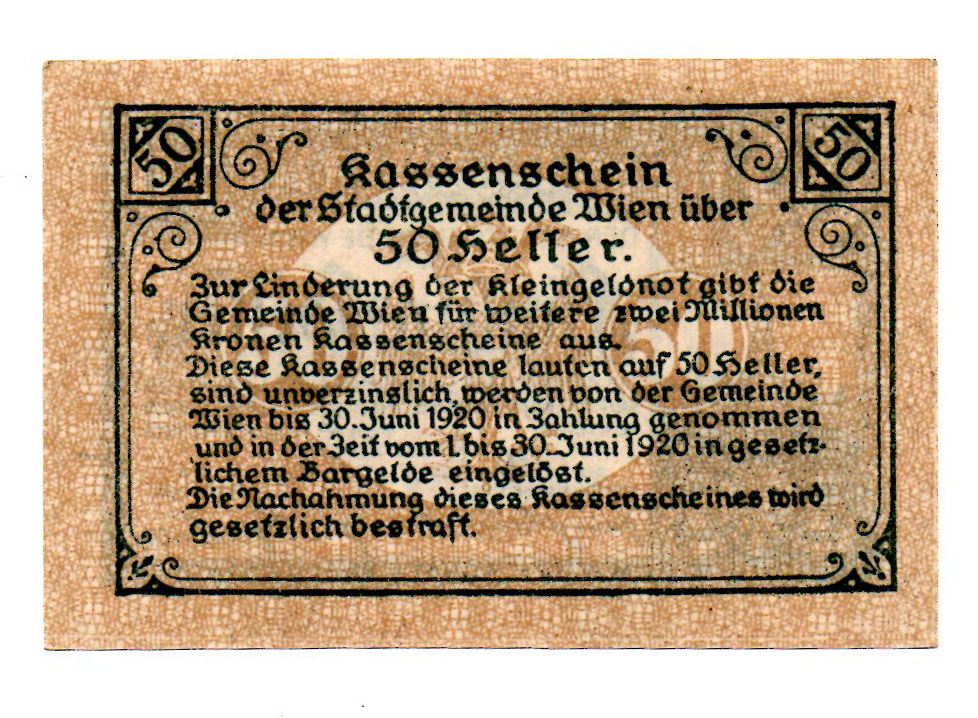 50
50
Kassenschein
der Stadtgemeinde Wien über
50 Heller.
Zur Linderung der Kleingeldnot gibt die
Gemeinde Wien für weitere zwei Millionen
Kronen Kassenscheine aus.
Diese Kassenscheine lauten auf 50 Heller,
sind unverzinslich, werden von der Gemeinde
Wien bis 30. Juni 1920 in Zahlung genommen
und in der Zeit vom 1. bis 30. Juni 1920 in gesetz-
lichem Bargelde eingelöst.
Die Nachahmung dieses Kassenscheines wird
gesetzlich bestraft.
50
50